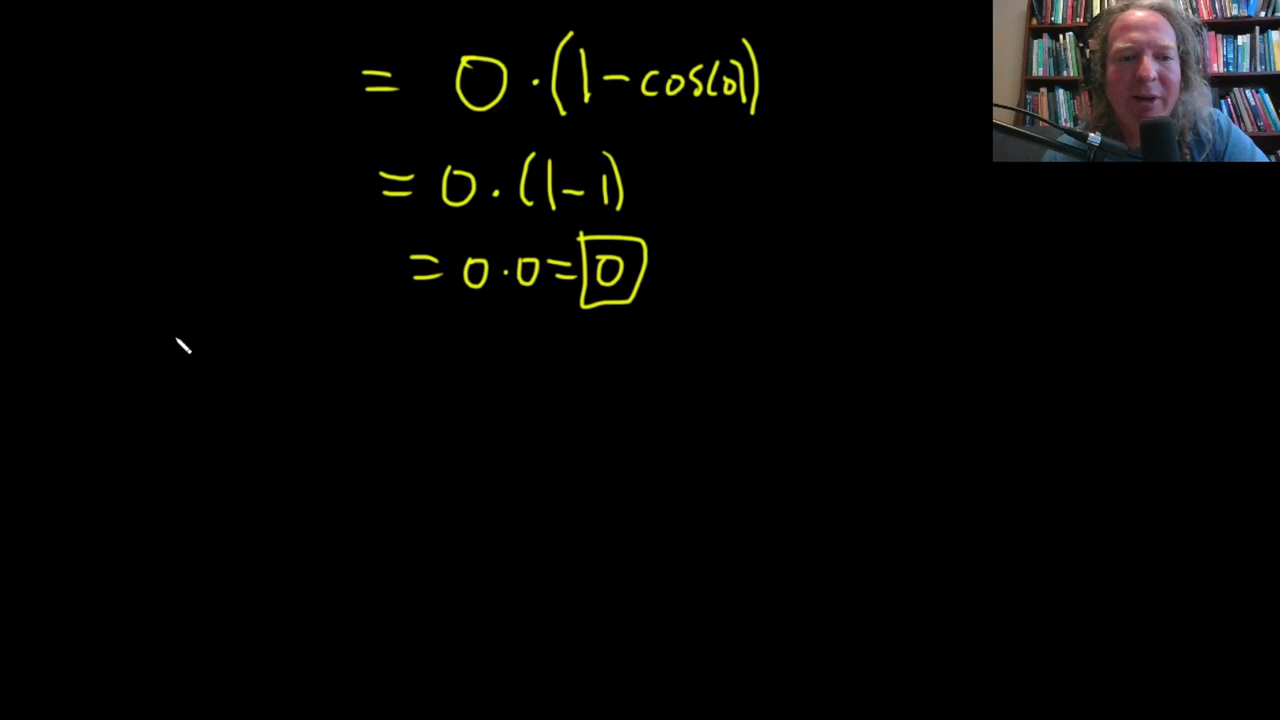 = 0 · (1 - cos(0))
= 0 · (1 - 1)
= 0 · 0 = 0